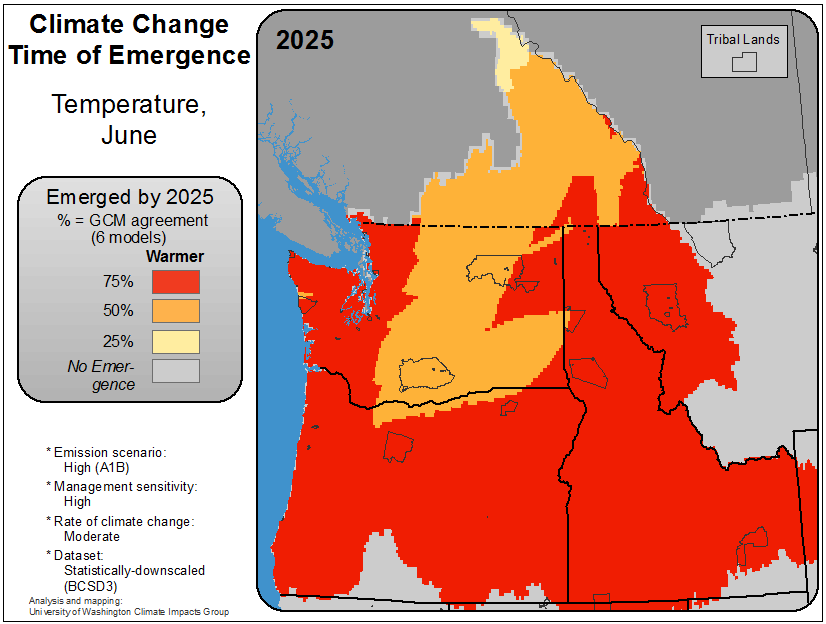 Climate Change
Time of Emergence
Temperature,
June
Emerged by 2025
% = GCM agreement
(6 models)
Warmer
75%
50%
25%
No Emer-
gence
* Emission scenario:
High (A1B)
* Management sensitivity:
High
* Rate of climate change:
Moderate
* Dataset:
Statistically-downscaled
(BCSD3)
Analysis and mapping:
University of Washington Climate Impacts Group
2025
Tribal Lands